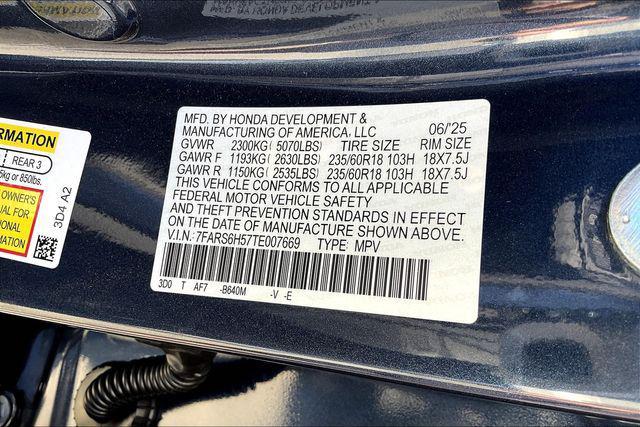 MFD. BY HONDA DEVELOPMENT &
MANUFACTURING OF AMERICA, LLC 06/'25
GVWR 2300KG( 5070LBS) TIRE SIZE RIM SIZE
GAWR F 1193KG( 2630LBS) 235/60R18 103H 18X7.5J
GAWR R 1150KG( 2535LBS) 235/60R18 103H 18X7.5J
THIS VEHICLE CONFORMS TO ALL APPLICABLE
FEDERAL MOTOR VEHICLE SAFETY
AND THEFT PREVENTION STANDARDS IN EFFECT
ON THE DATE OF MANUFACTURE SHOWN ABOVE.
V.I.N.: 7FARS6H57TE007669 TYPE: MPV
3D0 T AF7 -B640M -V -E
RMATION
REAR 3
5kg or 850lbs.
OWNER'S
UAL FOR
IONAL
MATION
3D4 A2